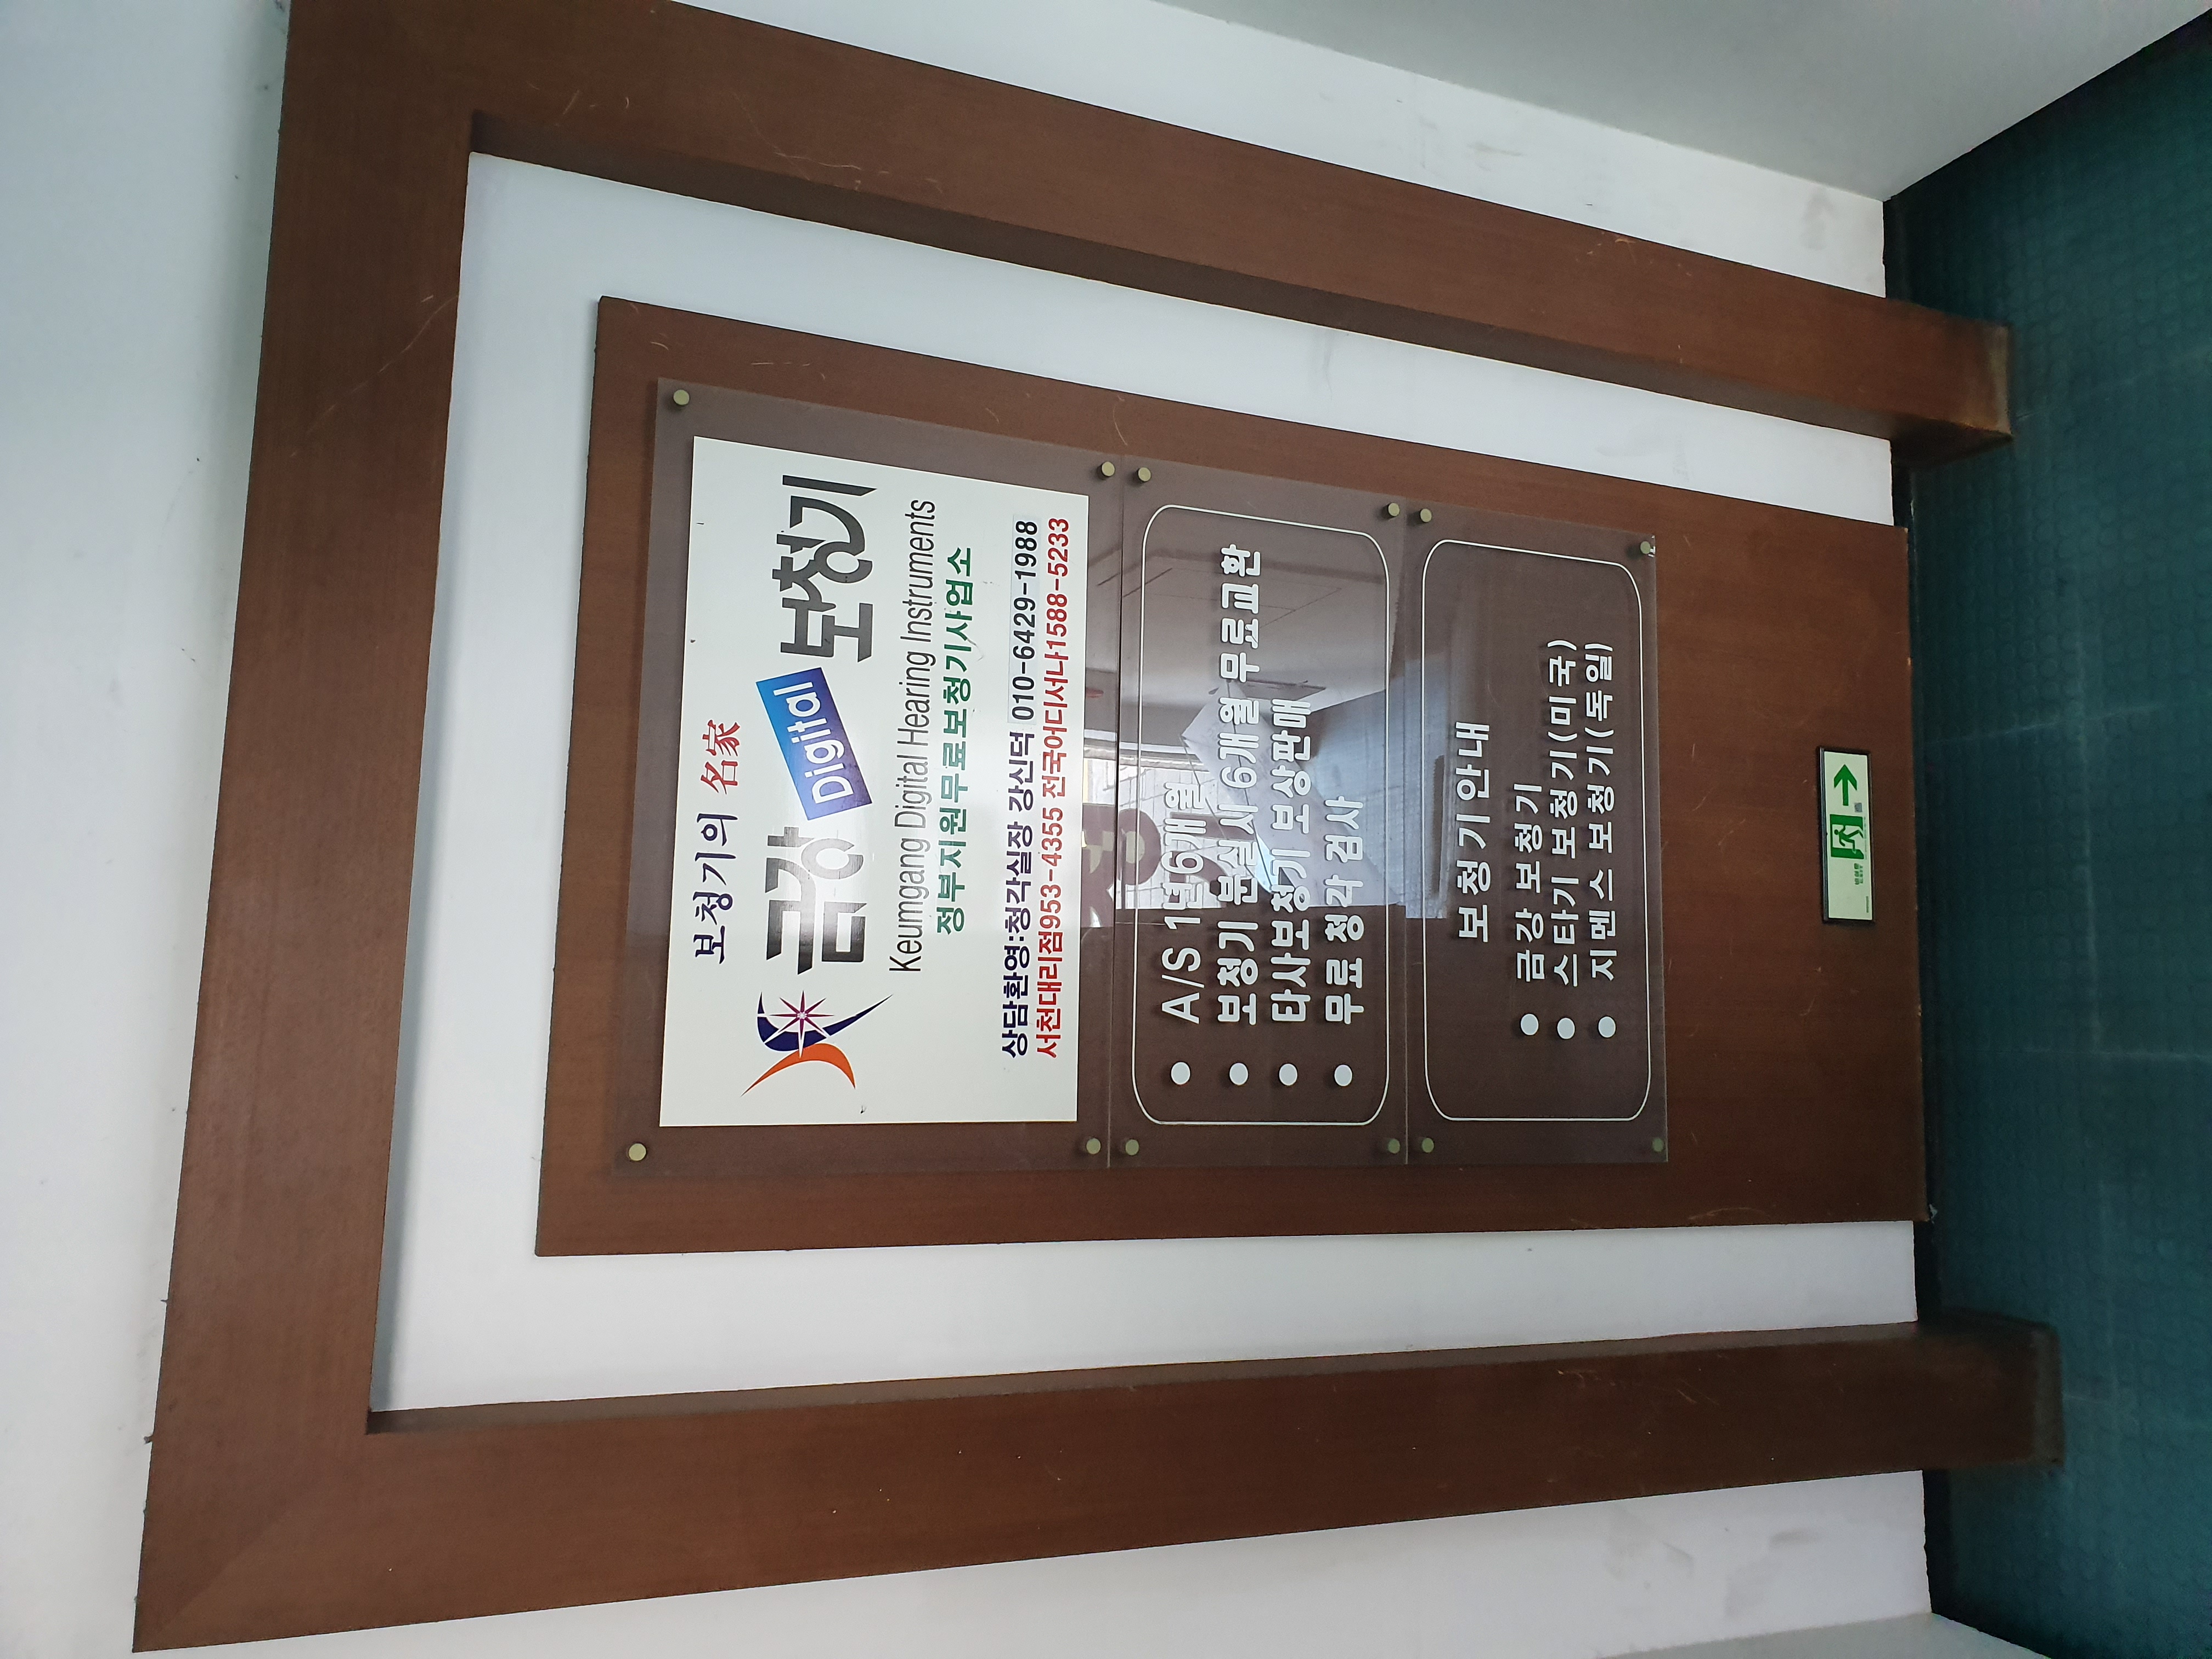 보청기의 名家
금강 Digital 보청기
Keumgang Digital Hearing Instruments
정부지원무료보청기사업소
상담환영:청각실장 강신덕 010-6429-1988
서천대리점953-4355 전국어디서나1588-5233
● A/S 1년6개월
● 보청기 분실시 6개월 무료교환
● 타사보청기 보상판매
● 무료 청각 검사
보청기 안내
● 금강 보청기
● 스타기 보청기(미국)
● 지멘스 보청기(독일)